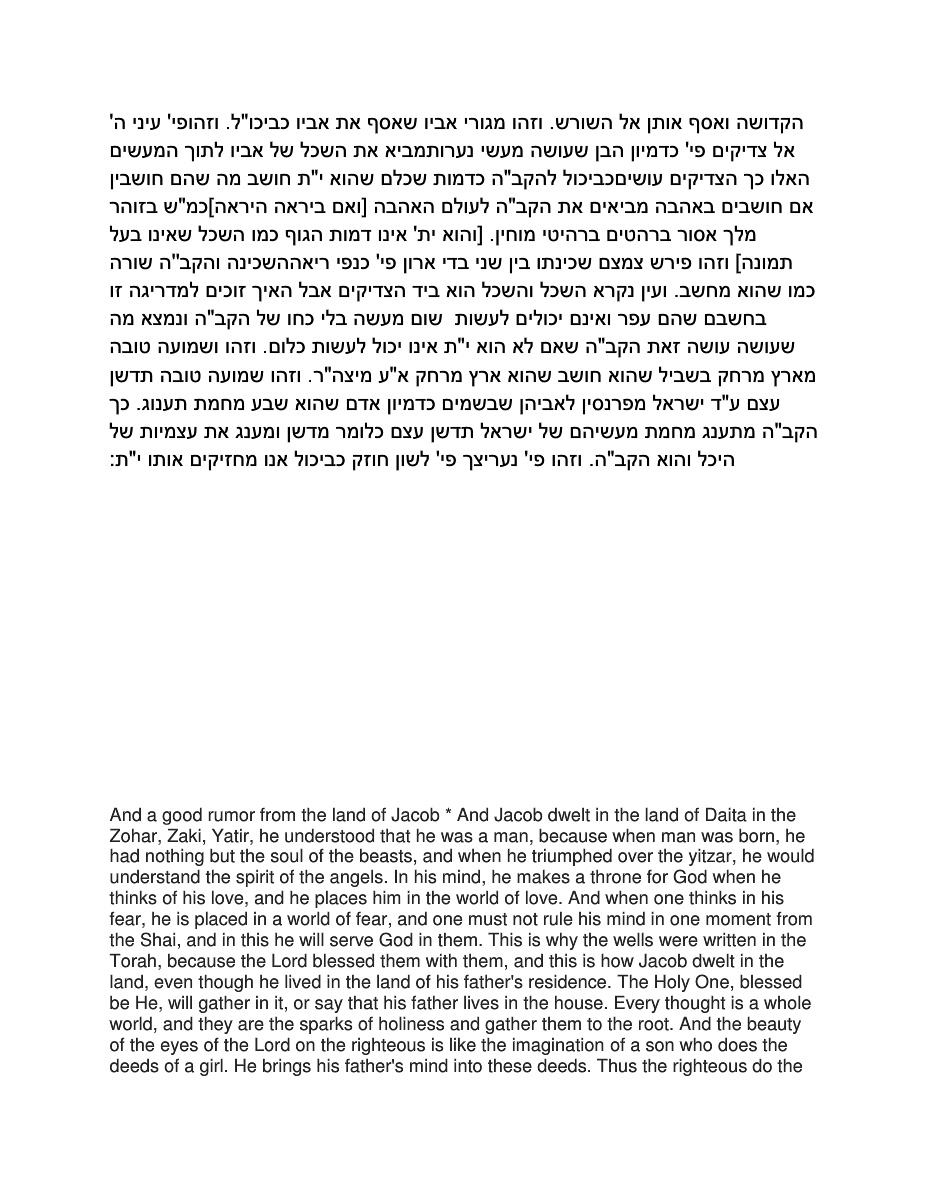 הקדושה ואסף אותן אל השורש. וזהו מגורי אביו שאסף את אביו כביכו"ל. וזהופי' עיני ה'
אל צדיקים פי' כדמיון הבן שעושה מעשי נערותמביא את השכל של אביו לתוך המעשים
האלו כך הצדיקים עושיםכביכול להקב"ה כדמות שכלם שהוא י"ת חושב מה שהם חושבין
אם חושבים באהבה מביאים את הקב"ה לעולם האהבה [ואם ביראה היראה]כמ"ש בזוהר
מלך אסור ברהטים ברהיטי מוחין. [והוא ית' אינו דמות הגוף כמו השכל שאינו בעל
תמונה] וזהו פירש צמצם שכינתו בין שני בדי ארון פי' כנפי ריאההשכינה והקב"ה שורה
כמו שהוא מחשב. ועין נקרא השכל והשכל הוא ביד הצדיקים אבל האיך זוכים למדריגה זו
בחשבם שהם עפר ואינם יכולים לעשות  שום מעשה בלי כחו של הקב"ה ונמצא מה
שעושה עושה זאת הקב"ה שאם לא הוא י"ת אינו יכול לעשות כלום. וזהו ושמועה טובה
מארץ מרחק בשביל שהוא חושב שהוא ארץ מרחק א"ע מיצה"ר. וזהו שמועה טובה תדשן
עצם ע"ד ישראל מפרנסין לאביהן שבשמים כדמיון אדם שהוא שבע מחמת תענוג. כך
הקב"ה מתענג מחמת מעשיהם של ישראל תדשן עצם כלומר מדשן ומענג את עצמיות של
היכל והוא הקב"ה. וזהו פי' נעריצך פי' לשון חוזק כביכול אנו מחזיקים אותו י"ת:
And a good rumor from the land of Jacob * And Jacob dwelt in the land of Daita in the
Zohar, Zaki, Yatir, he understood that he was a man, because when man was born, he
had nothing but the soul of the beasts, and when he triumphed over the yitzar, he would
understand the spirit of the angels. In his mind, he makes a throne for God when he
thinks of his love, and he places him in the world of love. And when one thinks in his
fear, he is placed in a world of fear, and one must not rule his mind in one moment from
the Shai, and in this he will serve God in them. This is why the wells were written in the
Torah, because the Lord blessed them with them, and this is how Jacob dwelt in the
land, even though he lived in the land of his father's residence. The Holy One, blessed
be He, will gather in it, or say that his father lives in the house. Every thought is a whole
world, and they are the sparks of holiness and gather them to the root. And the beauty
of the eyes of the Lord on the righteous is like the imagination of a son who does the
deeds of a girl. He brings his father's mind into these deeds. Thus the righteous do the